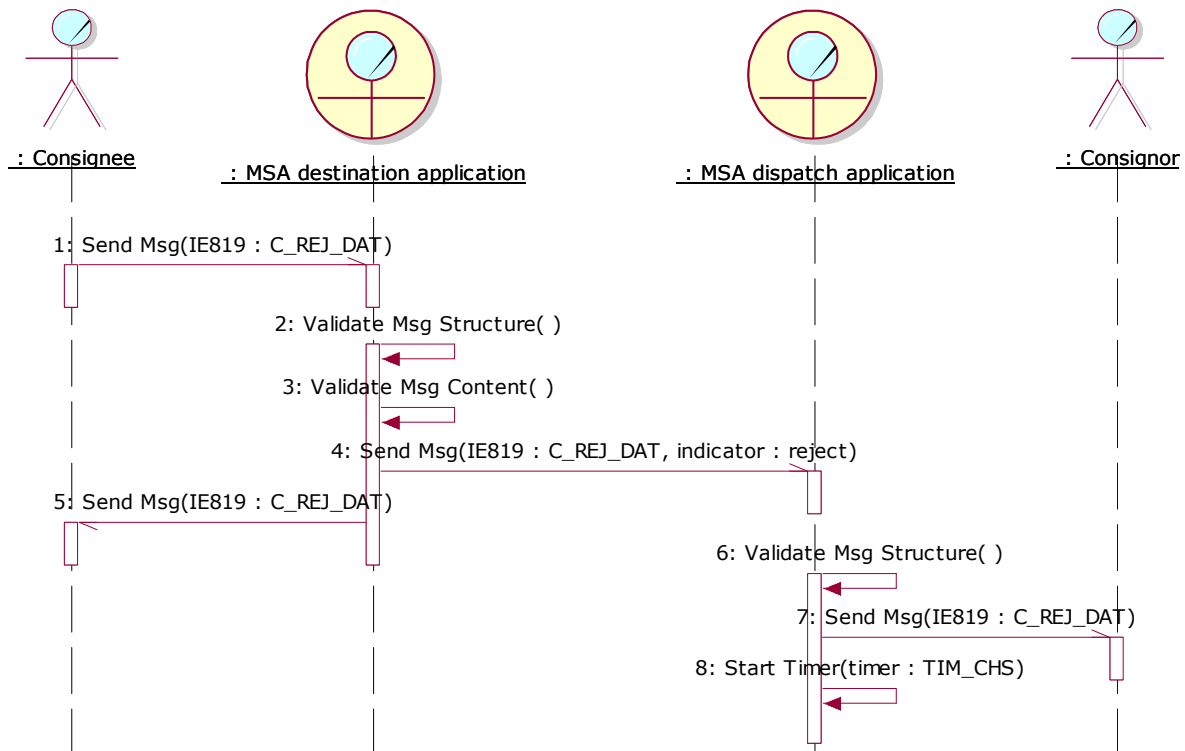 : Consignee
: MSA destination application
: MSA dispatch application
: Consignor
1: Send Msg(IE819 : C_REJ_DAT)
2: Validate Msg Structure( )
3: Validate Msg Content( )
4: Send Msg(IE819 : C_REJ_DAT, indicator : reject)
5: Send Msg(IE819 : C_REJ_DAT)
6: Validate Msg Structure( )
7: Send Msg(IE819 : C_REJ_DAT)
8: Start Timer(timer : TIM_CHS)